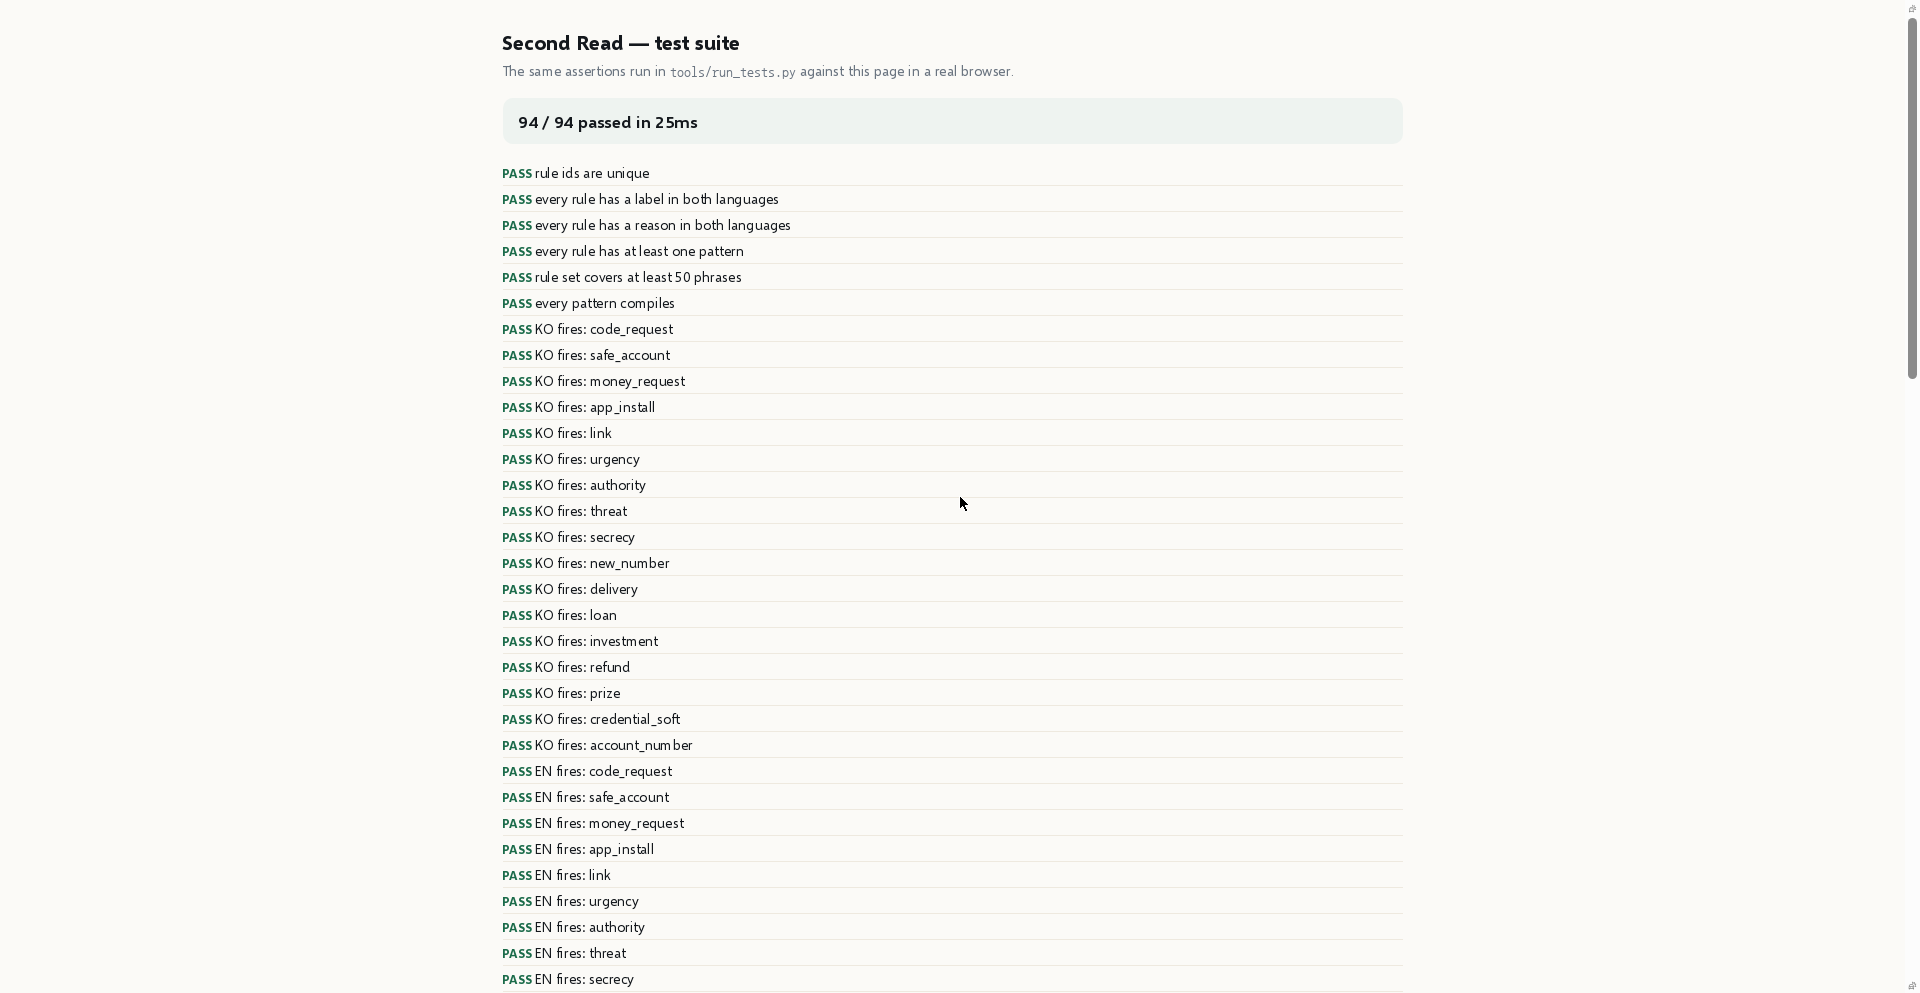 Second Read — test suite
The same assertions run in tools/run_tests.py against this page in a real browser.
94 / 94 passed in 25ms
PASS rule ids are unique
PASS every rule has a label in both languages
PASS every rule has a reason in both languages
PASS every rule has at least one pattern
PASS rule set covers at least 50 phrases
PASS every pattern compiles
PASS KO fires: code_request
PASS KO fires: safe_account
PASS KO fires: money_request
PASS KO fires: app_install
PASS KO fires: link
PASS KO fires: urgency
PASS KO fires: authority
PASS KO fires: threat
PASS KO fires: secrecy
PASS KO fires: new_number
PASS KO fires: delivery
PASS KO fires: loan
PASS KO fires: investment
PASS KO fires: refund
PASS KO fires: prize
PASS KO fires: credential_soft
PASS KO fires: account_number
PASS EN fires: code_request
PASS EN fires: safe_account
PASS EN fires: money_request
PASS EN fires: app_install
PASS EN fires: link
PASS EN fires: urgency
PASS EN fires: authority
PASS EN fires: threat
PASS EN fires: secrecy